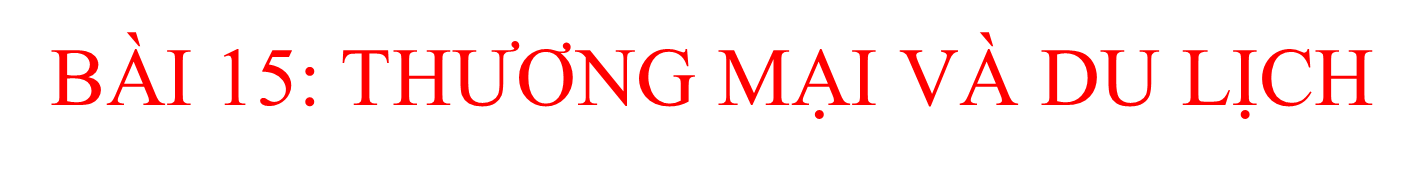 BÀI 15: THƯƠNG MẠI VÀ DU LỊCH